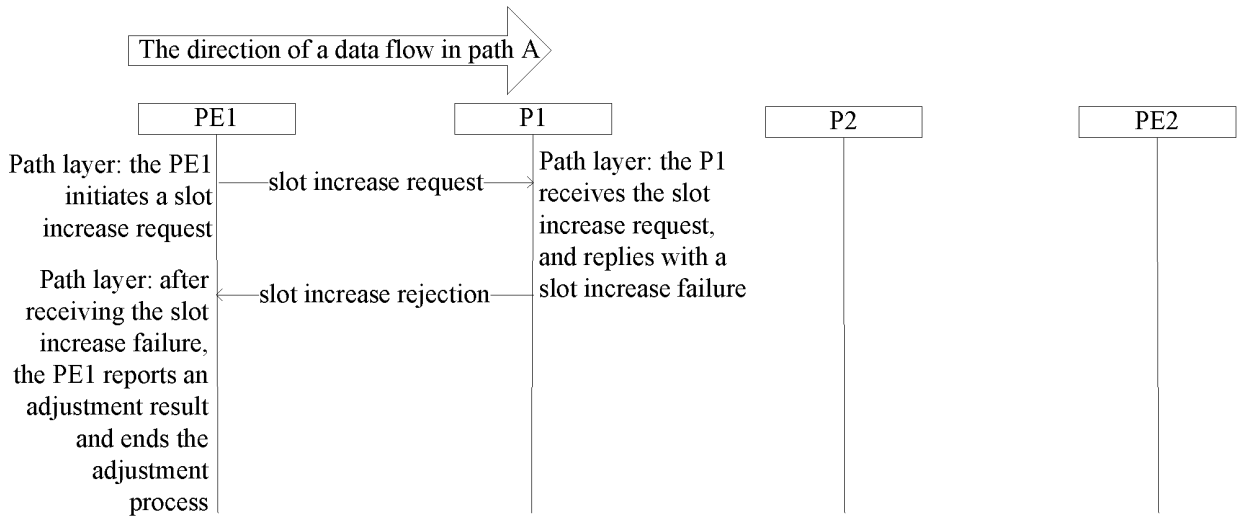 The direction of a data flow in path A
PE1
P1
P2
PE2
Path layer: the PE1
initiates a slot
increase request
slot increase request
Path layer: the P1
receives the slot
increase request,
and replies with a
slot increase failure
slot increase rejection
Path layer: after
receiving the slot
increase failure,
the PE1 reports an
adjustment result
and ends the
adjustment
process